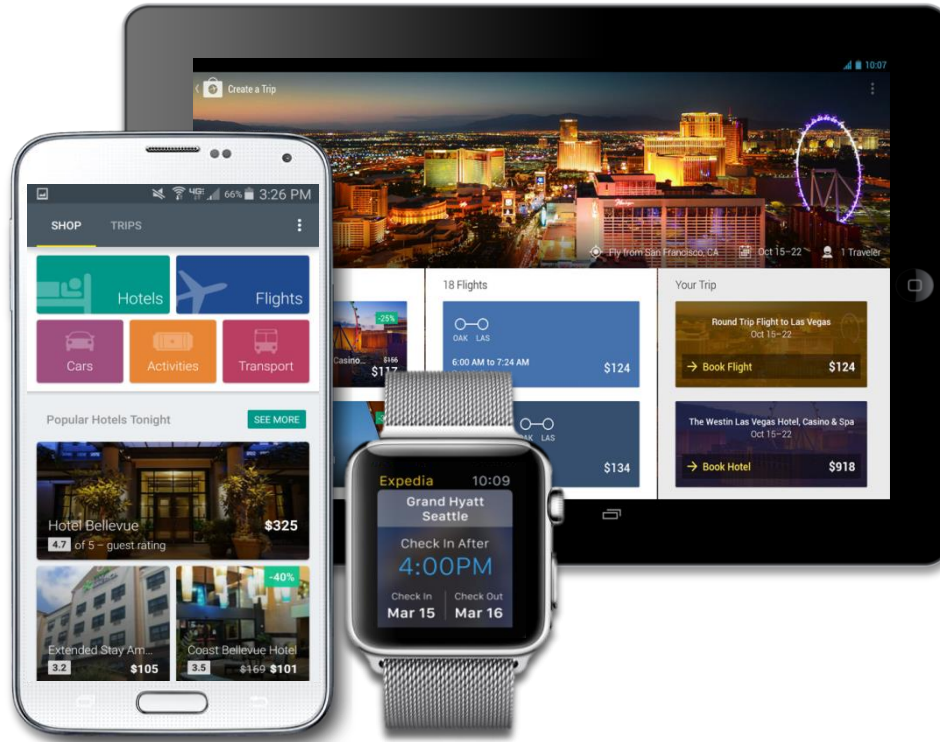 10:07
Create a Trip
Fly from San Francisco, CA
Oct 15–22
1 Traveler
-25%
Casino...
$156
$117
18 Flights
OAK LAS
6:00 AM to 7:24 AM
$124
OAK LAS
$134
Your Trip
Round Trip Flight to Las Vegas
Oct 15–22
→ Book Flight
$124
The Westin Las Vegas Hotel, Casino & Spa
Oct 15–22
→ Book Hotel
$918
4G
66%
3:26 PM
SHOP
TRIPS
Hotels
Flights
Cars
Activities
Transport
Popular Hotels Tonight
SEE MORE
Hotel Bellevue
$325
4.7 of 5 – guest rating
Extended Stay Am...
3.2
$105
-40%
Coast Bellevue Hotel
3.5
$169 $101
Expedia
10:09
Grand Hyatt
Seattle
Check In After
4:00PM
Check In
Check Out
Mar 15
Mar 16